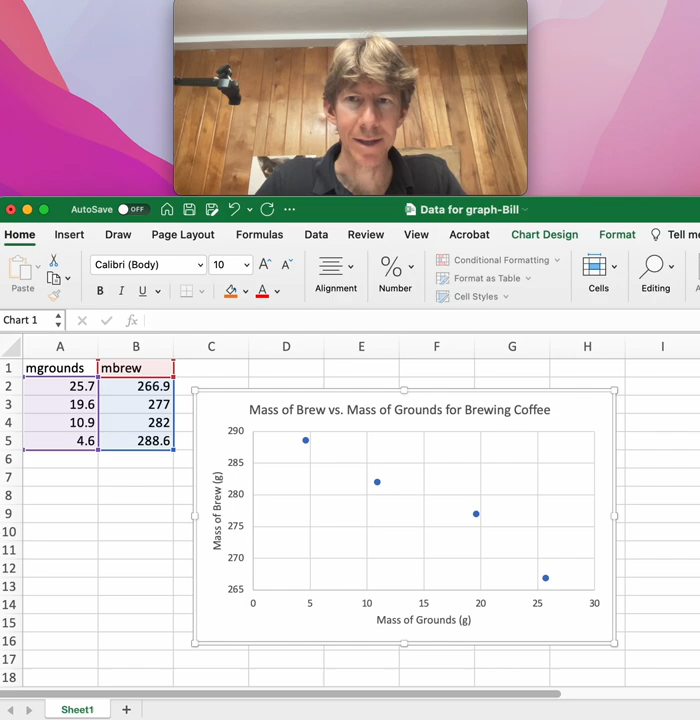 AutoSave OFF ••• Data for graph-Bill
Home Insert Draw Page Layout Formulas Data Review View Acrobat Chart Design Format Tell me
Paste Calibri (Body) 10 A A Alignment % Number Conditional Formatting Cells Editing
B I U A Format as Table
Cell Styles
Chart 1 fx
A B C D E F G H I
1 mgrounds mbrew
2 25.7 266.9
3 19.6 277
4 10.9 282
5 4.6 288.6
6
7
8
9
10
11
12
13
14
15
16
17
18
Mass of Brew vs. Mass of Grounds for Brewing Coffee
Mass of Brew (g)
290
285
280
275
270
265
0 5 10 15 20 25 30
Mass of Grounds (g)
Sheet1 +